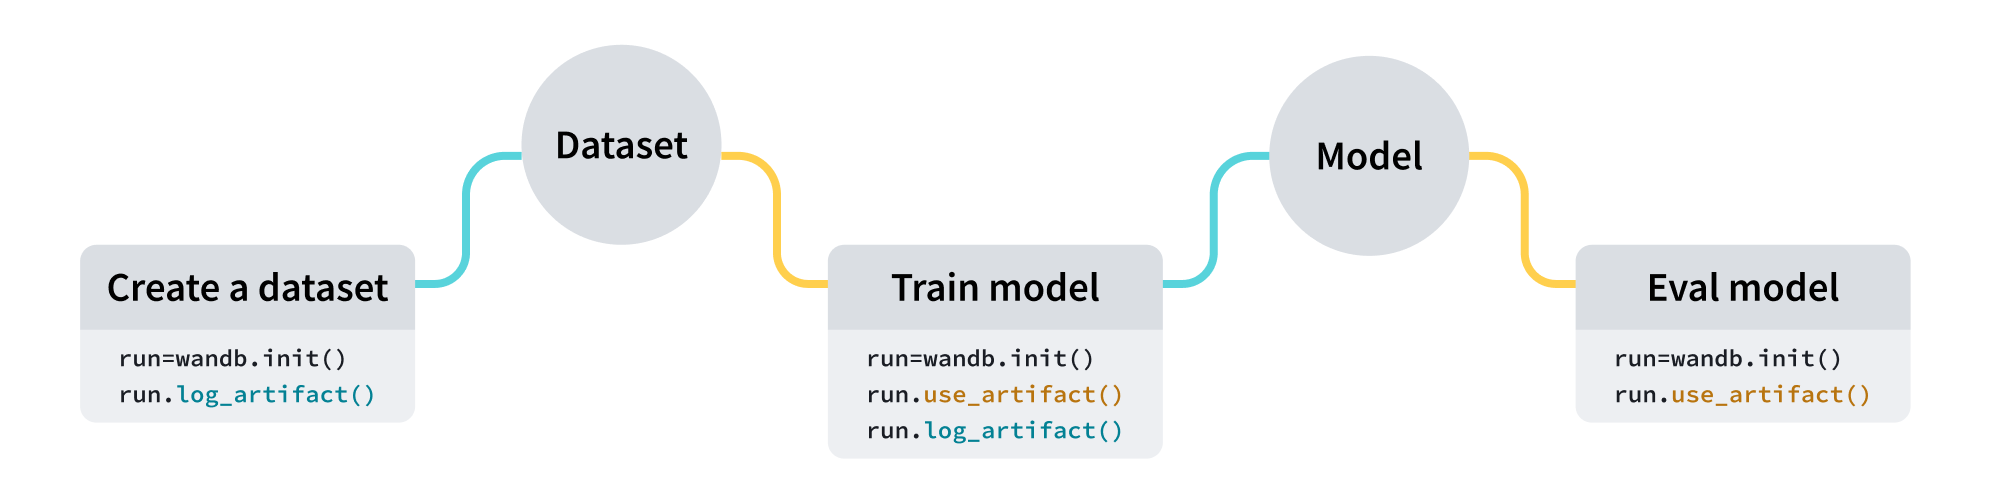 Dataset
Model
Create a dataset
run=wandb.init()
run.log_artifact()
Train model
run=wandb.init()
run.use_artifact()
run.log_artifact()
Eval model
run=wandb.init()
run.use_artifact()